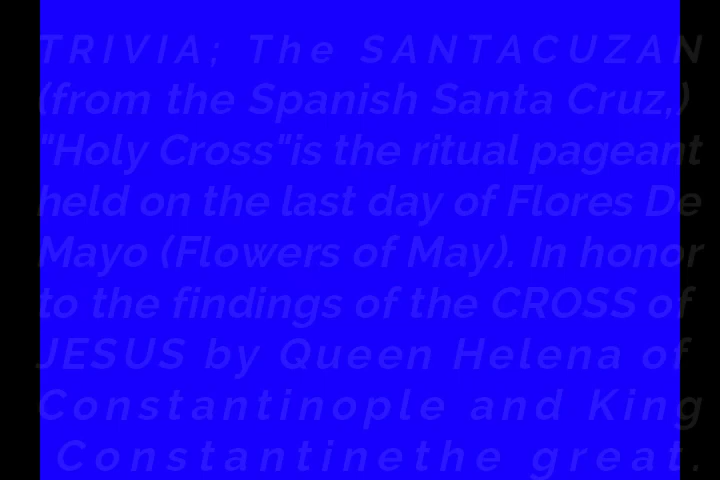 TRIVIA; The SANTACUZAN
(from the Spanish Santa Cruz,)
"Holy Cross"is the ritual pageant
held on the last day of Flores De
Mayo (Flowers of May). In honor
to the findings of the CROSS of
JESUS by Queen Helena of
Constantinople and King
Constantinethe great.